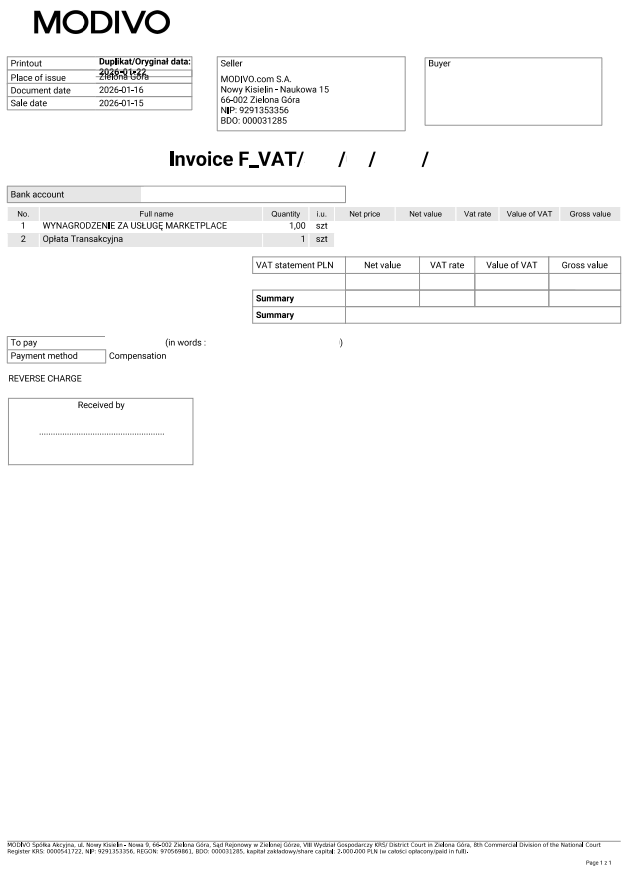 MODIVO
Printout Duplikat/Oryginał data: 2026-01-22
Place of issue Zielona Góra
Document date 2026-01-16
Sale date 2026-01-15
Seller
MODIVO.com S.A.
Nowy Kisielin - Naukowa 15
66-002 Zielona Góra
NIP: 9291353356
BDO: 000031285
Buyer
Invoice F_VAT/ / / /
Bank account
No. Full name Quantity i.u. Net price Net value Vat rate Value of VAT Gross value
1 WYNAGRODZENIE ZA USŁUGĘ MARKETPLACE 1,00 szt
2 Opłata Transakcyjna 1 szt
VAT statement PLN Net value VAT rate Value of VAT Gross value
Summary
Summary
To pay (in words : )
Payment method Compensation
REVERSE CHARGE
Received by
MODIVO Spółka Akcyjna, ul. Nowy Kisielin - Nowa 9, 66-002 Zielona Góra, Sąd Rejonowy w Zielonej Górze, VIII Wydział Gospodarczy KRS/ District Court in Zielona Góra, 8th Commercial Division of the National Court
Register KRS: 0000541722, NIP: 9291353356, REGON: 970569861, BDO: 000031285, kapitał zakładowy/share capital: 2.000.000 PLN (w całości opłacony/paid in full).
Page 1 z 1